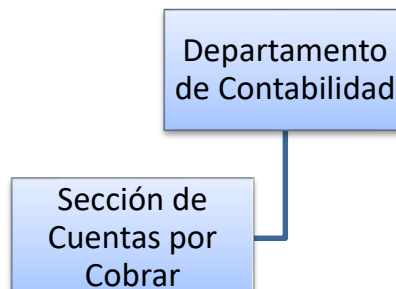 Departamento
de Contabilidad
Sección de
Cuentas por
Cobrar